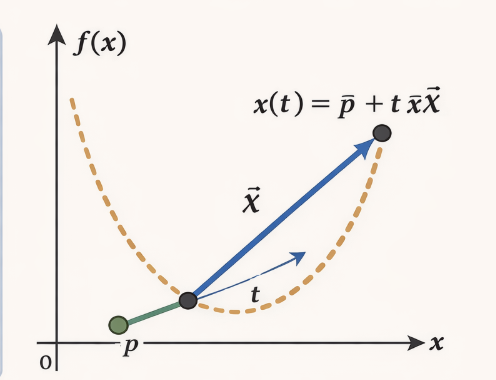 f(x)
x(t) = p̄ + t x̄x⃗
x⃗
t
p
x
0